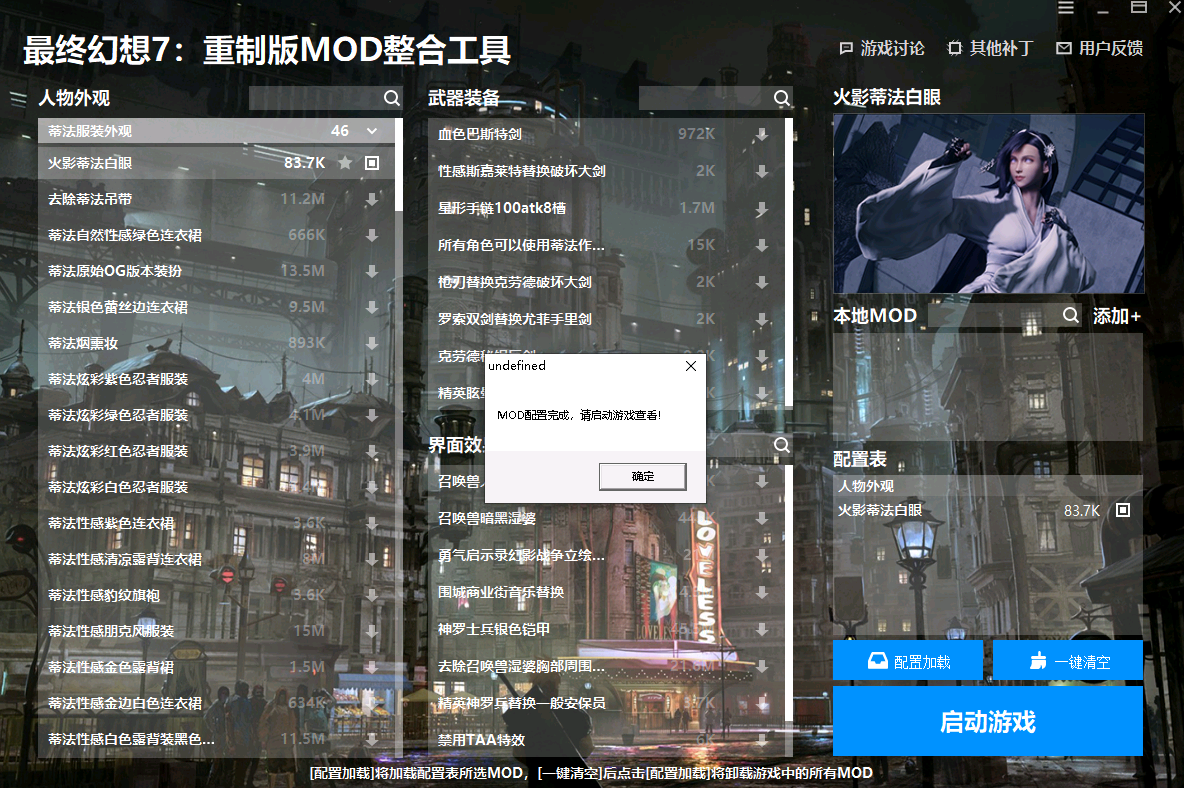 最终幻想7：重制版MOD整合工具
游戏讨论 其他补丁 用户反馈
人物外观
蒂法服装外观 46
火影蒂法白眼 83.7K
去除蒂法吊带 11.2M
蒂法自然性感绿色连衣裙 666K
蒂法原始OG版本装扮 13.5M
蒂法银色蕾丝边连衣裙 9.5M
蒂法烟熏妆 893K
蒂法炫彩紫色忍者服装 4M
蒂法炫彩绿色忍者服装 4.1M
蒂法炫彩红色忍者服装 3.9M
蒂法炫彩白色忍者服装
蒂法性感紫色连衣裙 3.6K
蒂法性感清凉露背连衣裙 8M
蒂法性感豹纹旗袍 3.6K
蒂法性感朋克风服装 15M
蒂法性感金色露背裙 1.5M
蒂法性感金边白色连衣裙 634K
蒂法性感白色露背装黑色... 11.5M
武器装备
血色巴斯特剑 972K
性感斯嘉莱特替换破坏大剑 2K
星形手链100atk8槽 1.7M
所有角色可以使用蒂法作... 15K
枪刃替换克劳德破坏大剑 2K
罗索双剑替换尤菲手里剑 2K
克劳德
精英眩
界面效
召唤兽
召唤兽暗黑湿婆
勇气启示录幻影战争立绘...
围城商业街音乐替换
神罗士兵银色铠甲
去除召唤兽湿婆胸部周围... 21.8M
精英神罗兵替换一般安保员
禁用TAA特效
undefined
MOD配置完成，请启动游戏查看!
确定
火影蒂法白眼
本地MOD 添加+
配置表
人物外观
火影蒂法白眼 83.7K
配置加载 一键清空
启动游戏
[配置加载]将加载配置表所选MOD，[一键清空]后点击[配置加载]将卸载游戏中的所有MOD
LOVELESS